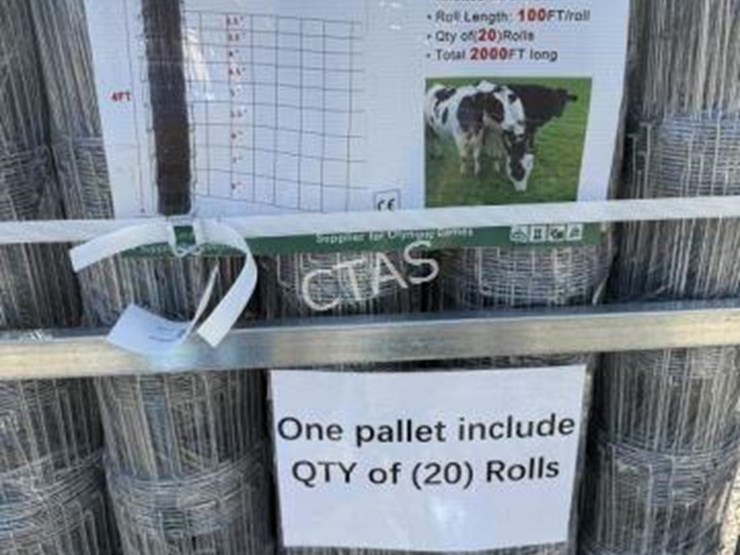 • Roll Length: 100FT/roll
• Qty of(20)Rolls
• Total 2000FT long
4FT
CE
Supplier for Olympic Games
CTAS
One pallet include
QTY of (20) Rolls